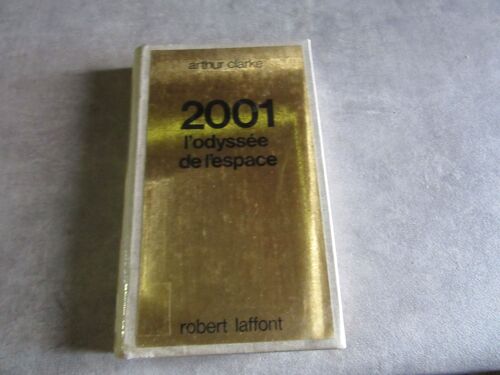 arthur clarke
2001
l'odyssée
de l'espace
robert laffont